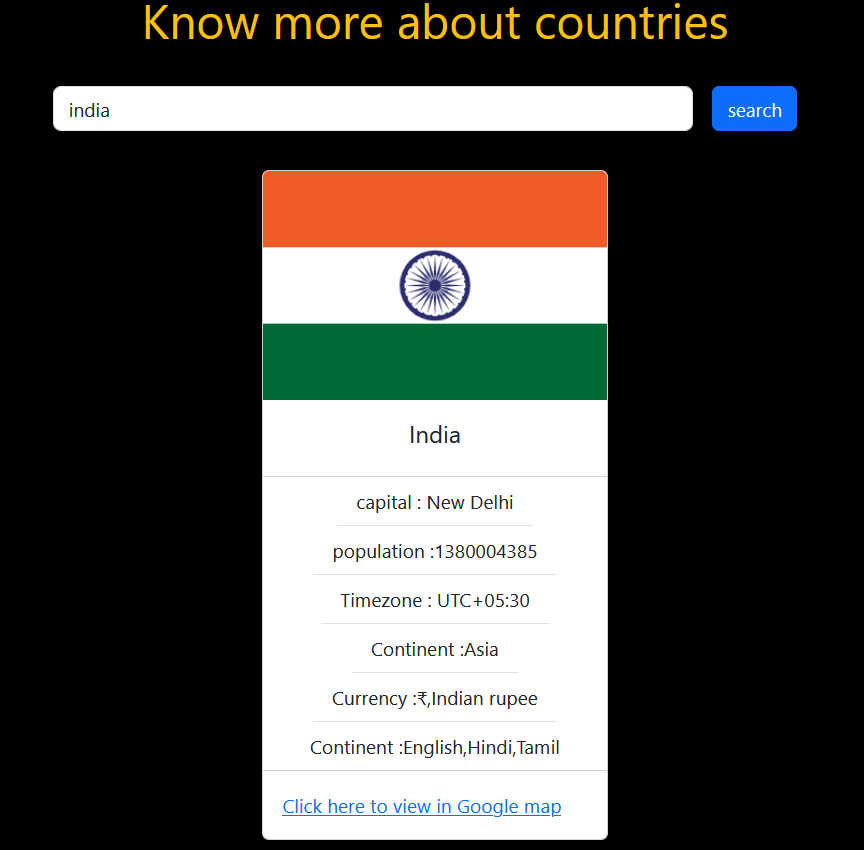 Know more about countries
india
search
India
capital : New Delhi
population :1380004385
Timezone : UTC+05:30
Continent :Asia
Currency :₹,Indian rupee
Continent :English,Hindi,Tamil
Click here to view in Google map